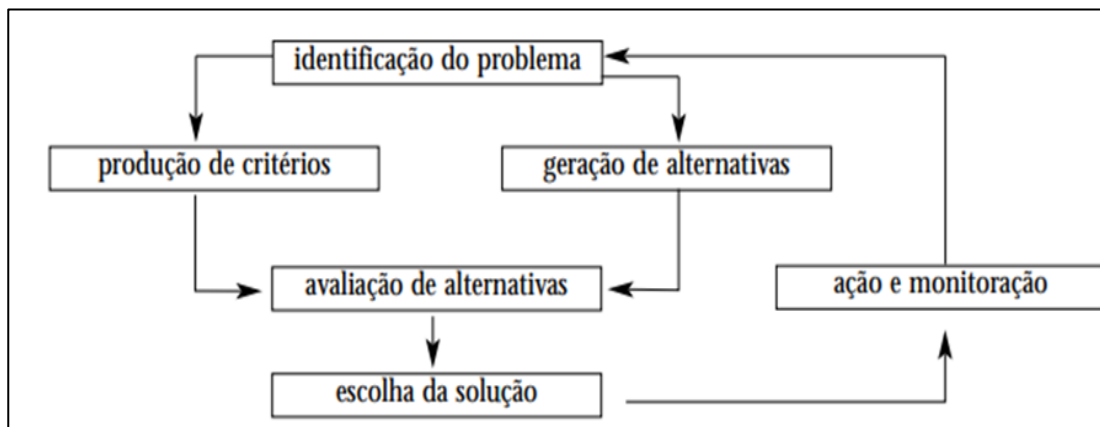 identificação do problema
produção de critérios
geração de alternativas
avaliação de alternativas
ação e monitoração
escolha da solução